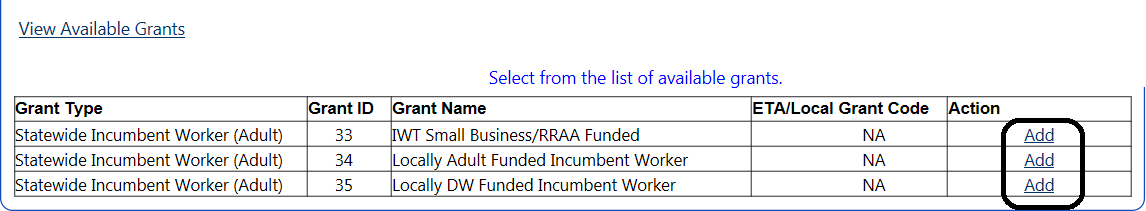 View Available Grants
Select from the list of available grants.
Grant Type Grant ID Grant Name ETA/Local Grant Code Action
Statewide Incumbent Worker (Adult) 33 IWT Small Business/RRAA Funded NA Add
Statewide Incumbent Worker (Adult) 34 Locally Adult Funded Incumbent Worker NA Add
Statewide Incumbent Worker (Adult) 35 Locally DW Funded Incumbent Worker NA Add